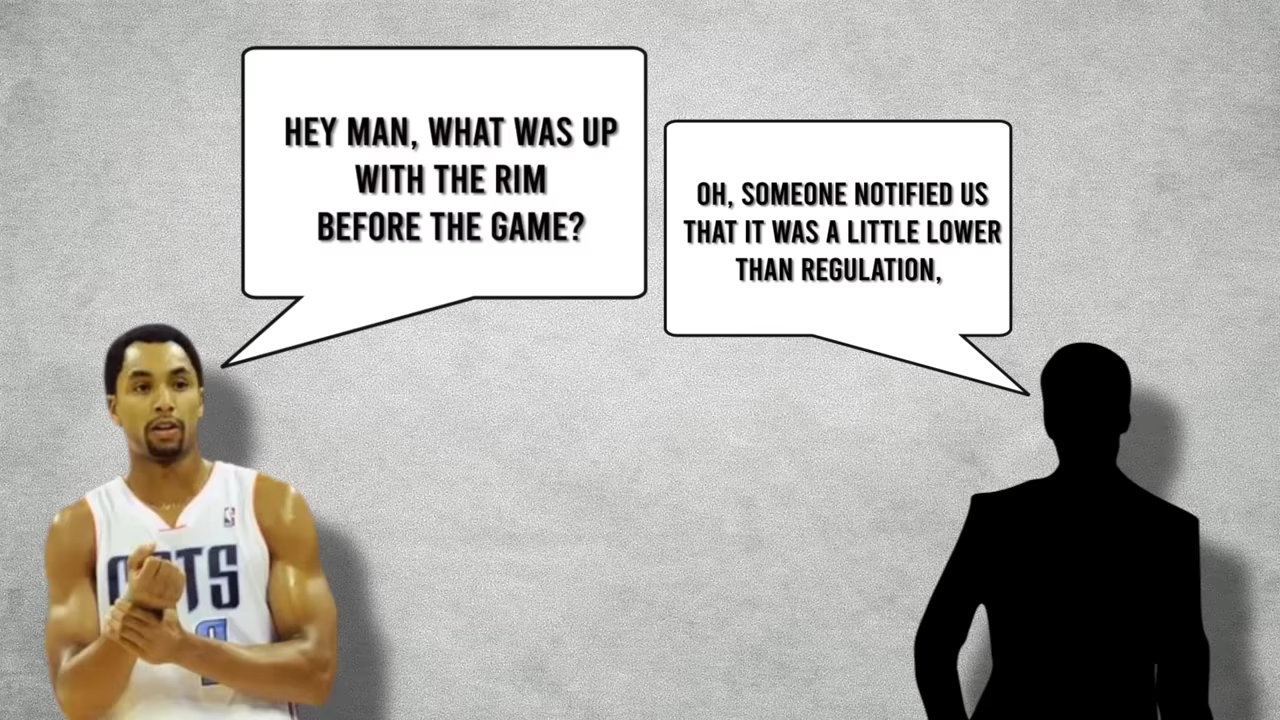 HEY MAN, WHAT WAS UP
WITH THE RIM
BEFORE THE GAME?
OH, SOMEONE NOTIFIED US
THAT IT WAS A LITTLE LOWER
THAN REGULATION,